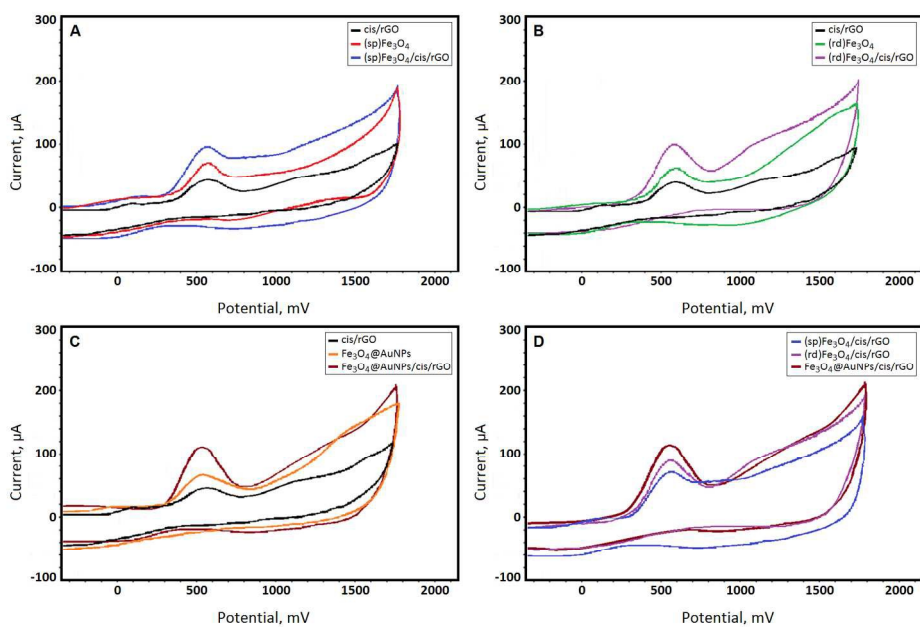 A
cis/rGO
(sp)Fe₃O₄
(sp)Fe₃O₄/cis/rGO
300
200
100
0
-100
Current, µA
0 500 1000 1500 2000
Potential, mV
B
cis/rGO
(rd)Fe₃O₄
(rd)Fe₃O₄/cis/rGO
300
200
100
0
-100
Current, µA
0 500 1000 1500 2000
Potential, mV
C
cis/rGO
Fe₃O₄@AuNPs
Fe₃O₄@AuNPs/cis/rGO
300
200
100
0
-100
Current, µA
0 500 1000 1500 2000
Potential, mV
D
(sp)Fe₃O₄/cis/rGO
(rd)Fe₃O₄/cis/rGO
Fe₃O₄@AuNPs/cis/rGO
300
200
100
0
-100
Current, µA
0 500 1000 1500 2000
Potential, mV